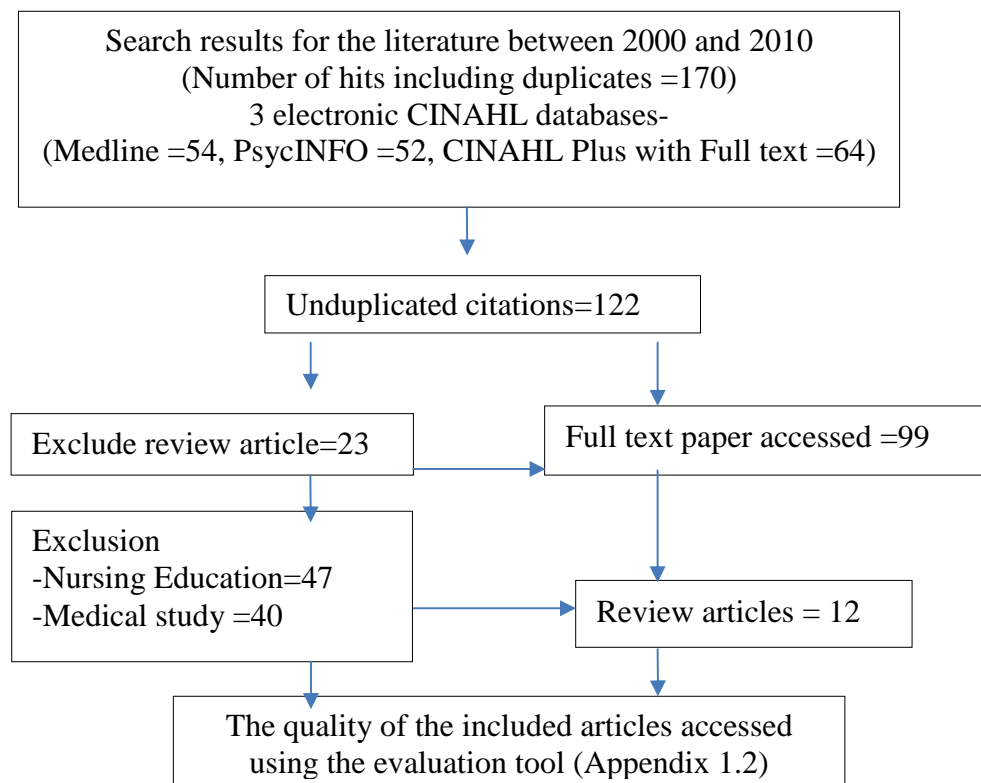 Search results for the literature between 2000 and 2010
(Number of hits including duplicates =170)
3 electronic CINAHL databases-
(Medline =54, PsycINFO =52, CINAHL Plus with Full text =64)
Unduplicated citations=122
Exclude review article=23
Full text paper accessed =99
Exclusion
-Nursing Education=47
-Medical study =40
Review articles = 12
The quality of the included articles accessed
using the evaluation tool (Appendix 1.2)